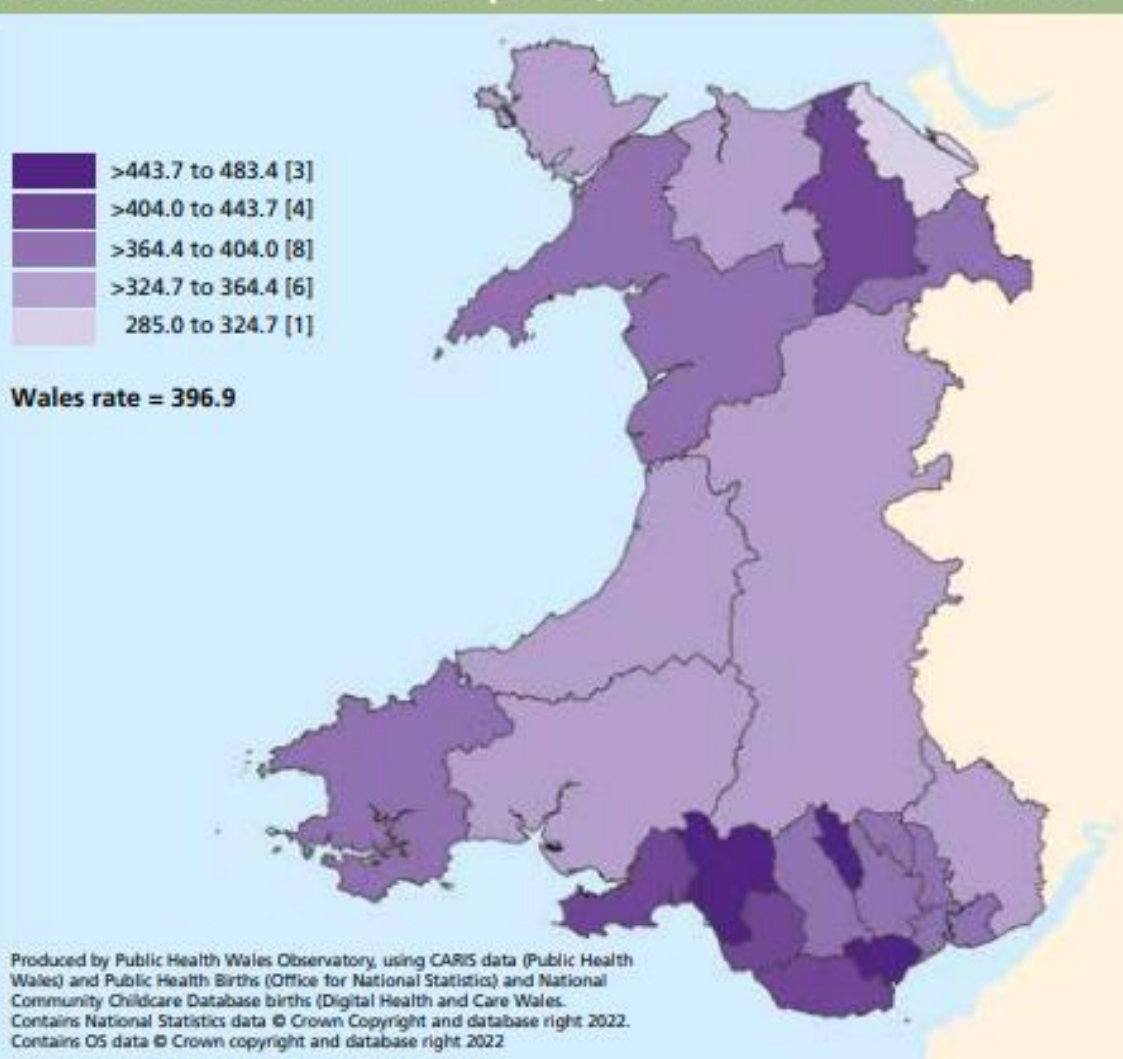 >443.7 to 483.4 [3]
>404.0 to 443.7 [4]
>364.4 to 404.0 [8]
>324.7 to 364.4 [6]
285.0 to 324.7 [1]
Wales rate = 396.9
Produced by Public Health Wales Observatory, using CARIS data (Public Health
Wales) and Public Health Births (Office for National Statistics) and National
Community Childcare Database births (Digital Health and Care Wales.
Contains National Statistics data © Crown Copyright and database right 2022.
Contains OS data © Crown copyright and database right 2022